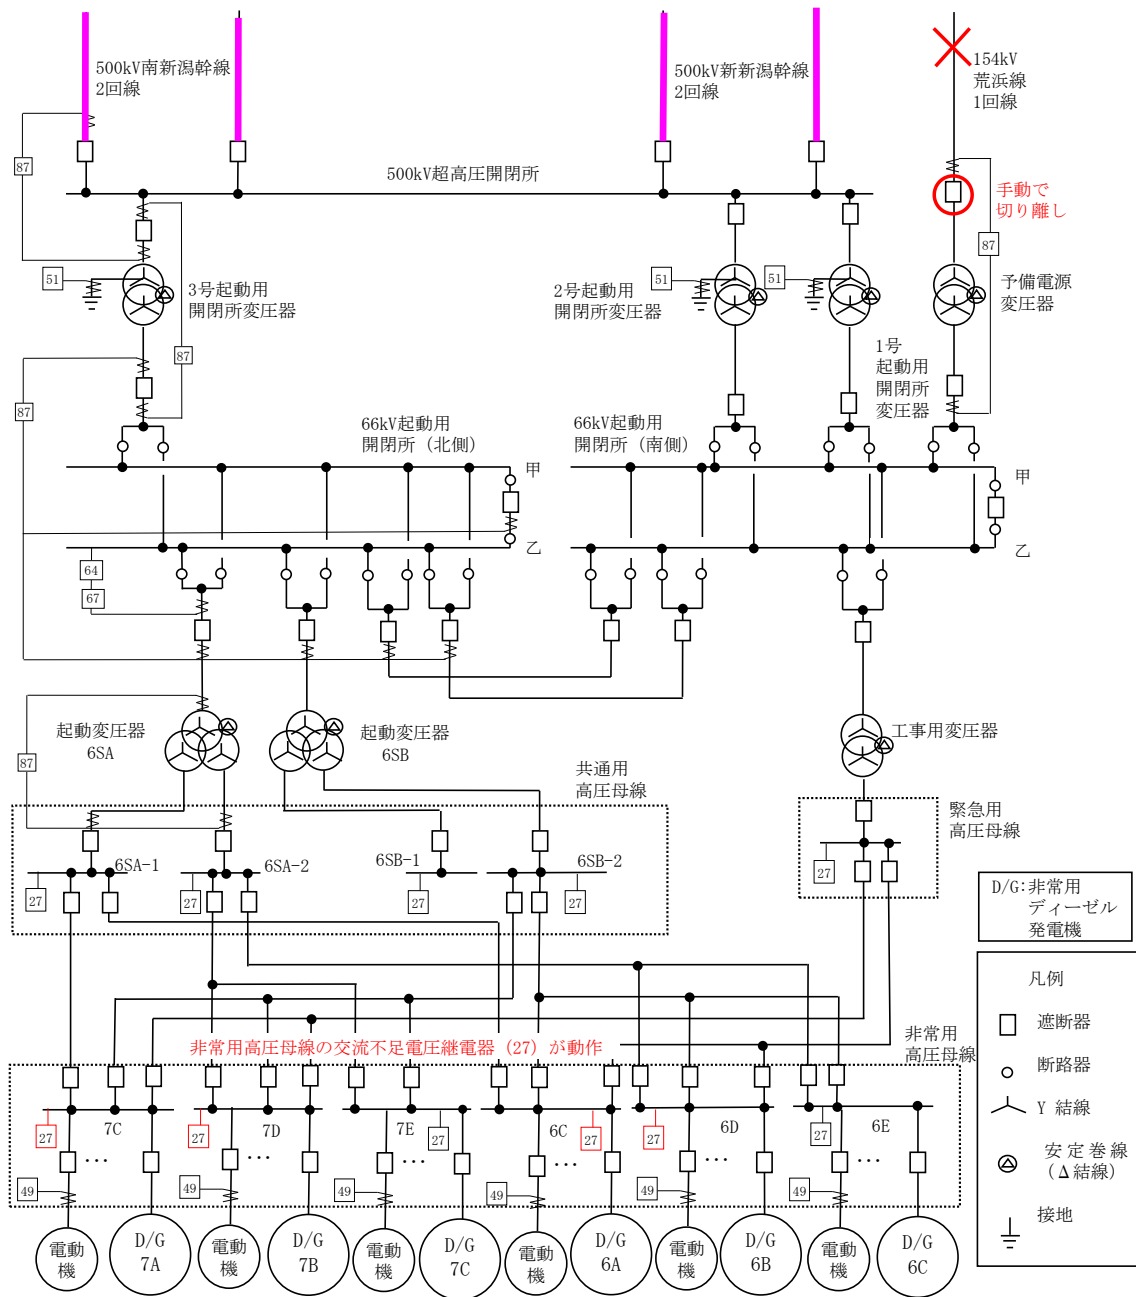 500kV南新潟幹線
2回線
500kV新新潟幹線
2回線
154kV
荒浜線
1回線
87
500kV超高圧開閉所
手動で
切り離し
87
51
3号起動用
開閉所変圧器
51
2号起動用
開閉所変圧器
51
予備電源
変圧器
87
1号
起動用
開閉所
変圧器
87
66kV起動用
開閉所（北側）
66kV起動用
開閉所（南側）
甲
甲
乙
乙
64
67
起動変圧器
6SA
起動変圧器
6SB
工事用変圧器
87
共通用
高圧母線
緊急用
高圧母線
6SA-1
6SA-2
6SB-1
6SB-2
27
27
27
27
27
D/G:非常用
ディーゼル
発電機
凡例
遮断器
断路器
Y 結線
安定巻線
(Δ結線)
接地
非常用高圧母線の交流不足電圧継電器（27）が動作
非常用
高圧母線
7C
7D
7E
6C
6D
6E
27
27
27
27
27
27
…
…
…
…
…
…
49
49
49
49
49
49
電動
機
D/G
7A
電動
機
D/G
7B
電動
機
D/G
7C
電動
機
D/G
6A
電動
機
D/G
6B
電動
機
D/G
6C